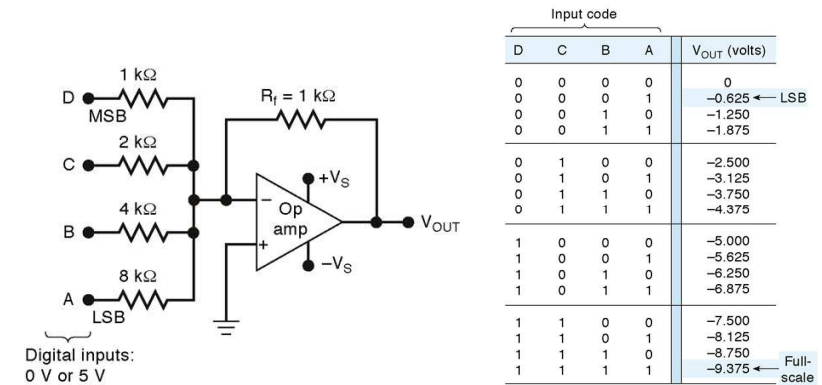 1 kΩ
D
MSB
2 kΩ
C
4 kΩ
B
8 kΩ
A
LSB
Digital inputs:
0 V or 5 V
R_f = 1 kΩ
+V_S
−
Op
amp
+
−V_S
V_OUT
Input code
D C B A V_OUT (volts)
0 0 0 0 0
0 0 0 1 −0.625 ← LSB
0 0 1 0 −1.250
0 0 1 1 −1.875
0 1 0 0 −2.500
0 1 0 1 −3.125
0 1 1 0 −3.750
0 1 1 1 −4.375
1 0 0 0 −5.000
1 0 0 1 −5.625
1 0 1 0 −6.250
1 0 1 1 −6.875
1 1 0 0 −7.500
1 1 0 1 −8.125
1 1 1 0 −8.750
1 1 1 1 −9.375 ← Full-
scale